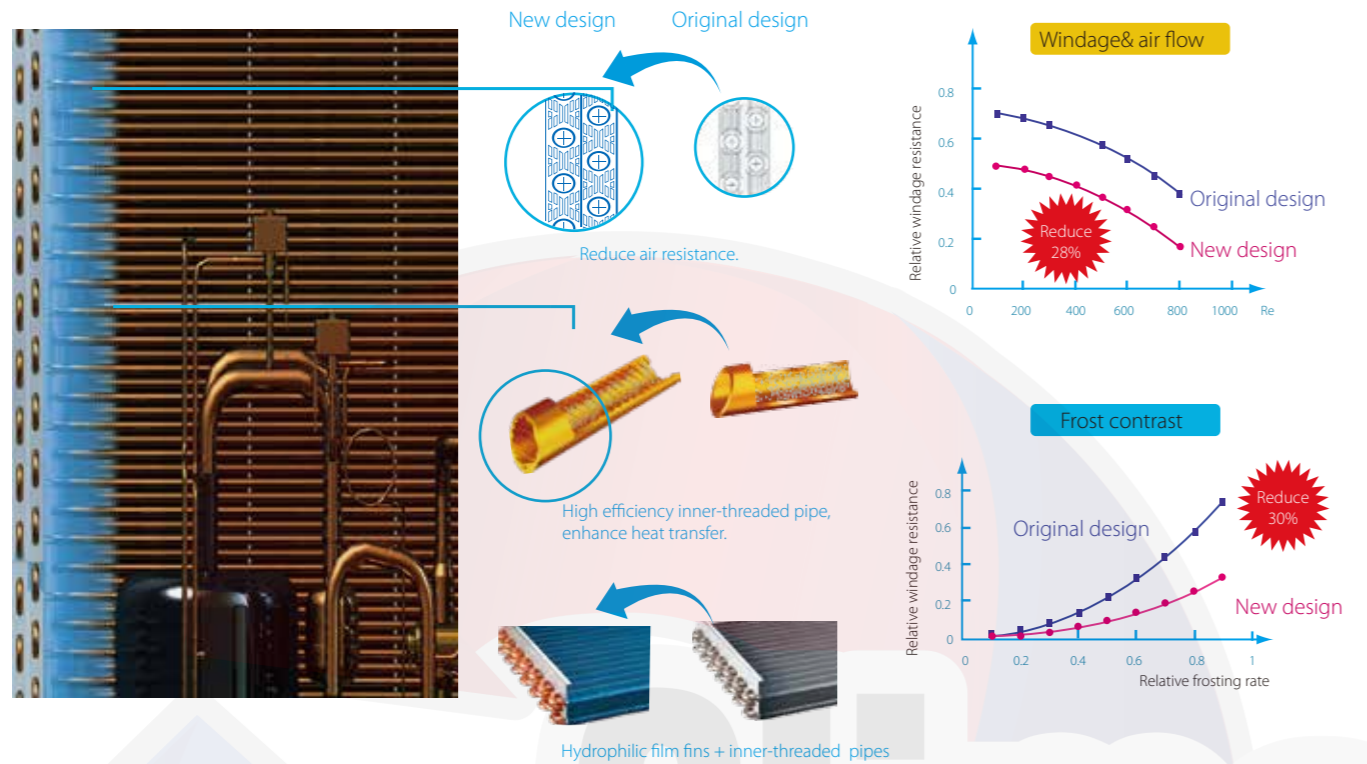 New design
Original design
Reduce air resistance.
High efficiency inner-threaded pipe,
enhance heat transfer.
Hydrophilic film fins + inner-threaded pipes
Windage& air flow
Relative windage resistance
0.8
0.6
0.4
0.2
0
0
200
400
600
800
1000
Re
Original design
New design
Reduce
28%
Frost contrast
Relative windage resistance
0.8
0.6
0.4
0.2
0
0
0.2
0.4
0.6
0.8
1
Relative frosting rate
Original design
New design
Reduce
30%